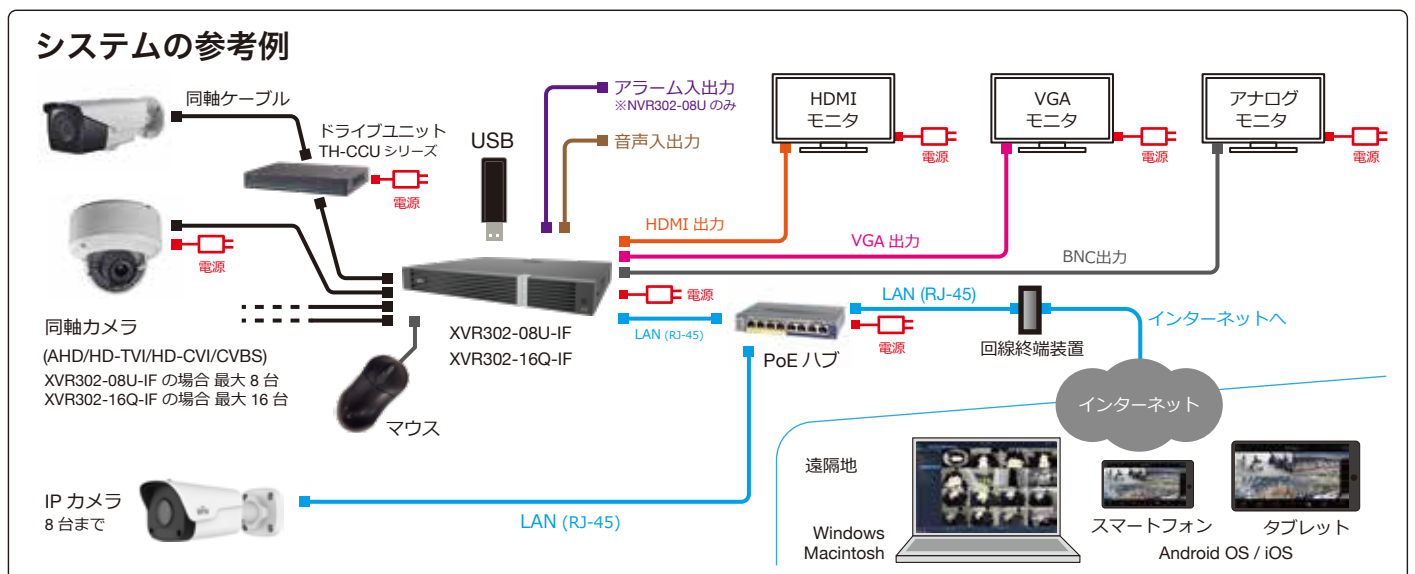 システムの参考例
同軸ケーブル
ドライブユニット
TH-CCU シリーズ
電源
USB
アラーム入出力
※NVR302-08U のみ
音声入出力
HDMI
モニタ
電源
VGA
モニタ
電源
アナログ
モニタ
電源
電源
HDMI 出力
VGA 出力
BNC出力
同軸カメラ
(AHD/HD-TVI/HD-CVI/CVBS)
XVR302-08U-IF の場合 最大 8 台
XVR302-16Q-IF の場合 最大 16 台
マウス
XVR302-08U-IF
XVR302-16Q-IF
電源
LAN (RJ-45)
PoE ハブ
電源
LAN (RJ-45)
回線終端装置
インターネットへ
インターネット
IP カメラ
8 台まで
LAN (RJ-45)
遠隔地
Windows
Macintosh
スマートフォン
タブレット
Android OS / iOS